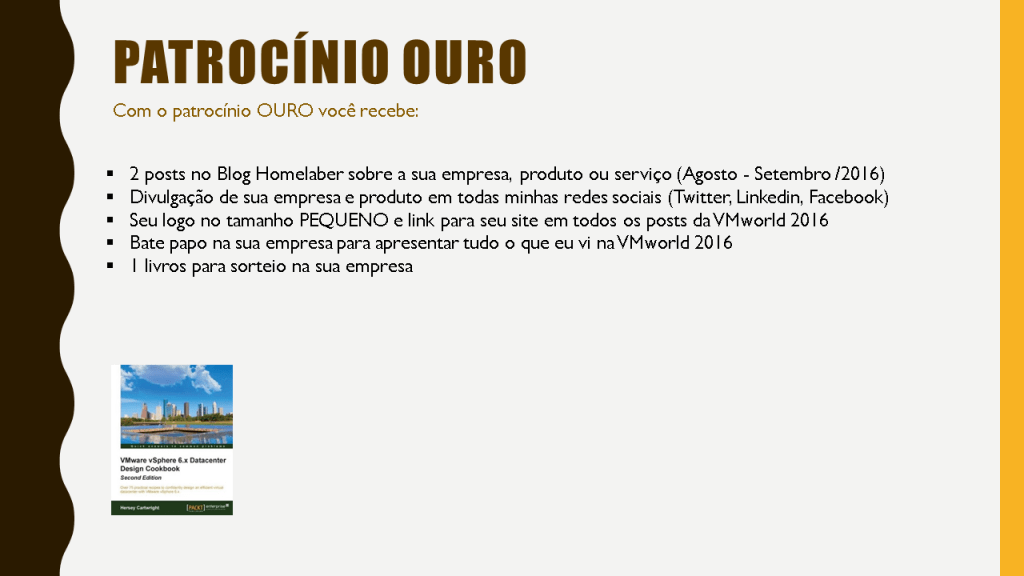 PATROCÍNIO OURO
Com o patrocínio OURO você recebe:
▪ 2 posts no Blog Homelaber sobre a sua empresa, produto ou serviço (Agosto - Setembro /2016)
▪ Divulgação de sua empresa e produto em todas minhas redes sociais (Twitter, Linkedin, Facebook)
▪ Seu logo no tamanho PEQUENO e link para seu site em todos os posts da VMworld 2016
▪ Bate papo na sua empresa para apresentar tudo o que eu vi na VMworld 2016
▪ 1 livros para sorteio na sua empresa
VMware vSphere 6.x Datacenter
Design Cookbook
Second Edition
Hersey Cartwright
[PACKT] enterprise